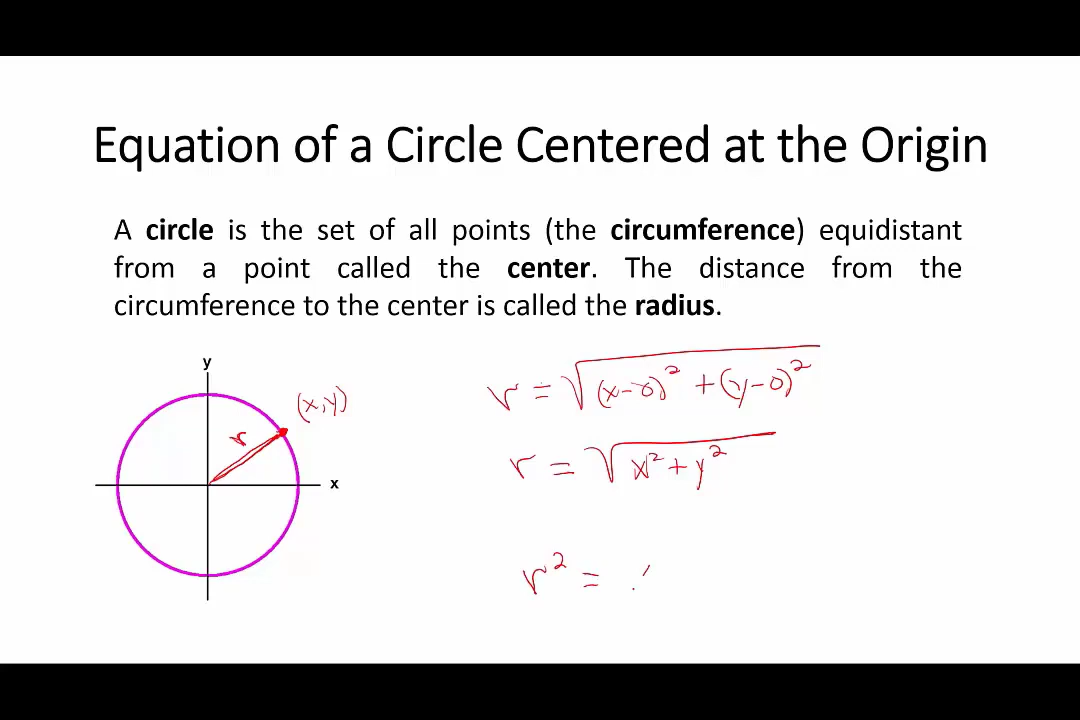 Equation of a Circle Centered at the Origin
A circle is the set of all points (the circumference) equidistant
from a point called the center. The distance from the
circumference to the center is called the radius.
y
(x,y)
r
x
r = √(x-0)² + (y-0)²
r = √x² + y²
r² =